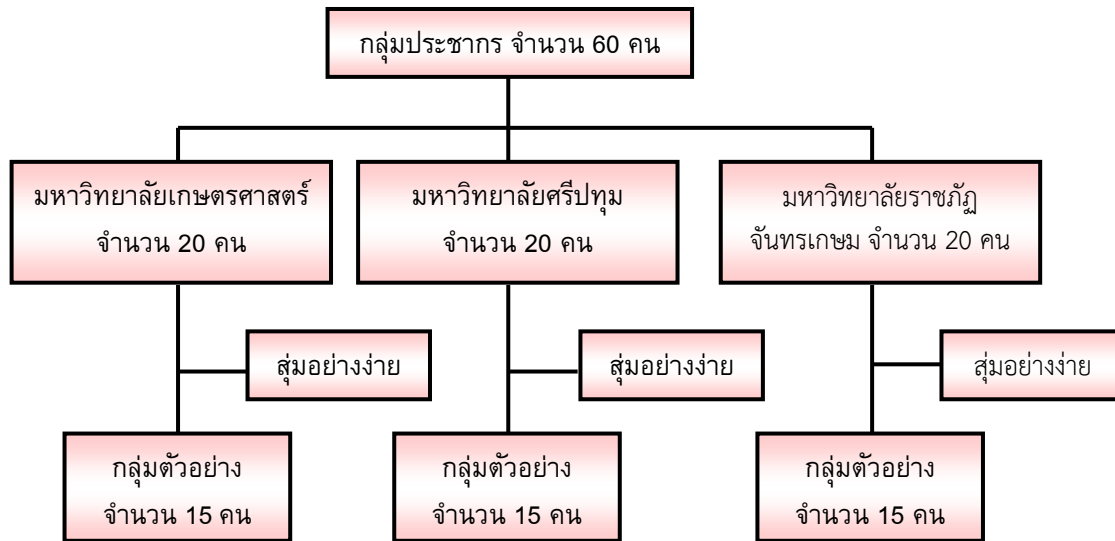 กลุ่มประชากร จำนวน 60 คน
มหาวิทยาลัยเกษตรศาสตร์
จำนวน 20 คน
มหาวิทยาลัยศรีปทุม
จำนวน 20 คน
มหาวิทยาลัยราชภัฏ
จันทรเกษม จำนวน 20 คน
สุ่มอย่างง่าย
สุ่มอย่างง่าย
สุ่มอย่างง่าย
กลุ่มตัวอย่าง
จำนวน 15 คน
กลุ่มตัวอย่าง
จำนวน 15 คน
กลุ่มตัวอย่าง
จำนวน 15 คน